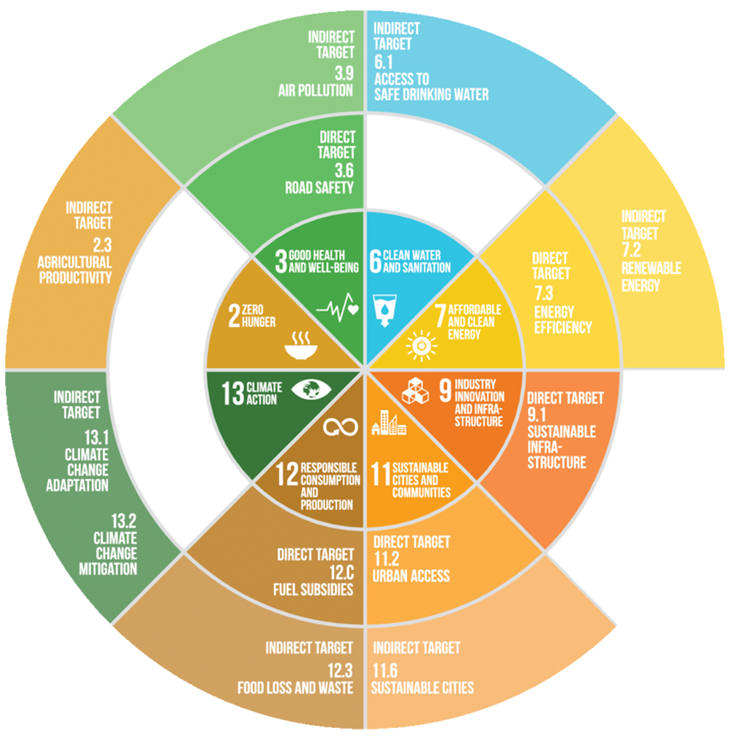 INDIRECT
TARGET
3.9
AIR POLLUTION
INDIRECT
TARGET
6.1
ACCESS TO
SAFE DRINKING WATER
DIRECT
TARGET
3.6
ROAD SAFETY
INDIRECT
TARGET
2.3
AGRICULTURAL
PRODUCTIVITY
INDIRECT
TARGET
7.2
RENEWABLE
ENERGY
DIRECT
TARGET
7.3
ENERGY
EFFICIENCY
3 GOOD HEALTH
AND WELL-BEING
6 CLEAN WATER
AND SANITATION
2 ZERO
HUNGER
7 AFFORDABLE
AND CLEAN
ENERGY
13 CLIMATE
ACTION
9 INDUSTRY
INNOVATION
AND INFRA-
STRUCTURE
DIRECT TARGET
9.1
SUSTAINABLE
INFRA-
STRUCTURE
INDIRECT
TARGET
13.1
CLIMATE
CHANGE
ADAPTATION
13.2
CLIMATE
CHANGE
MITIGATION
12 RESPONSIBLE
CONSUMPTION
AND
PRODUCTION
11 SUSTAINABLE
CITIES AND
COMMUNITIES
DIRECT TARGET
12.C
FUEL SUBSIDIES
DIRECT TARGET
11.2
URBAN ACCESS
INDIRECT TARGET
12.3
FOOD LOSS AND WASTE
INDIRECT TARGET
11.6
SUSTAINABLE CITIES